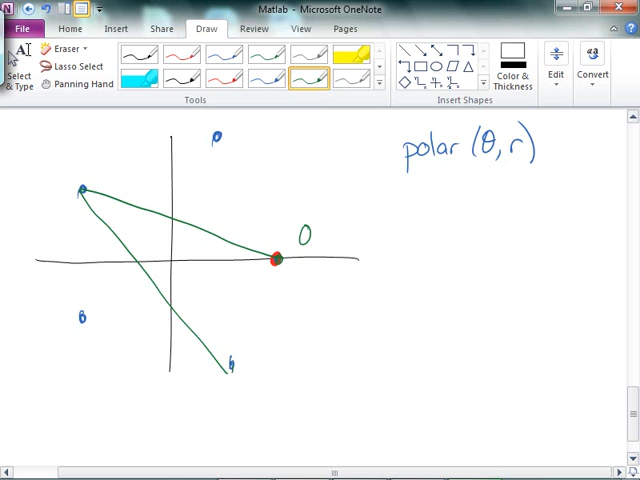 Matlab - Microsoft OneNote
File Home Insert Share Draw Review View Pages
Select & Type
Eraser
Lasso Select
Panning Hand
Color & Thickness
Edit
Convert
Tools
Insert Shapes
polar (θ, r)
0